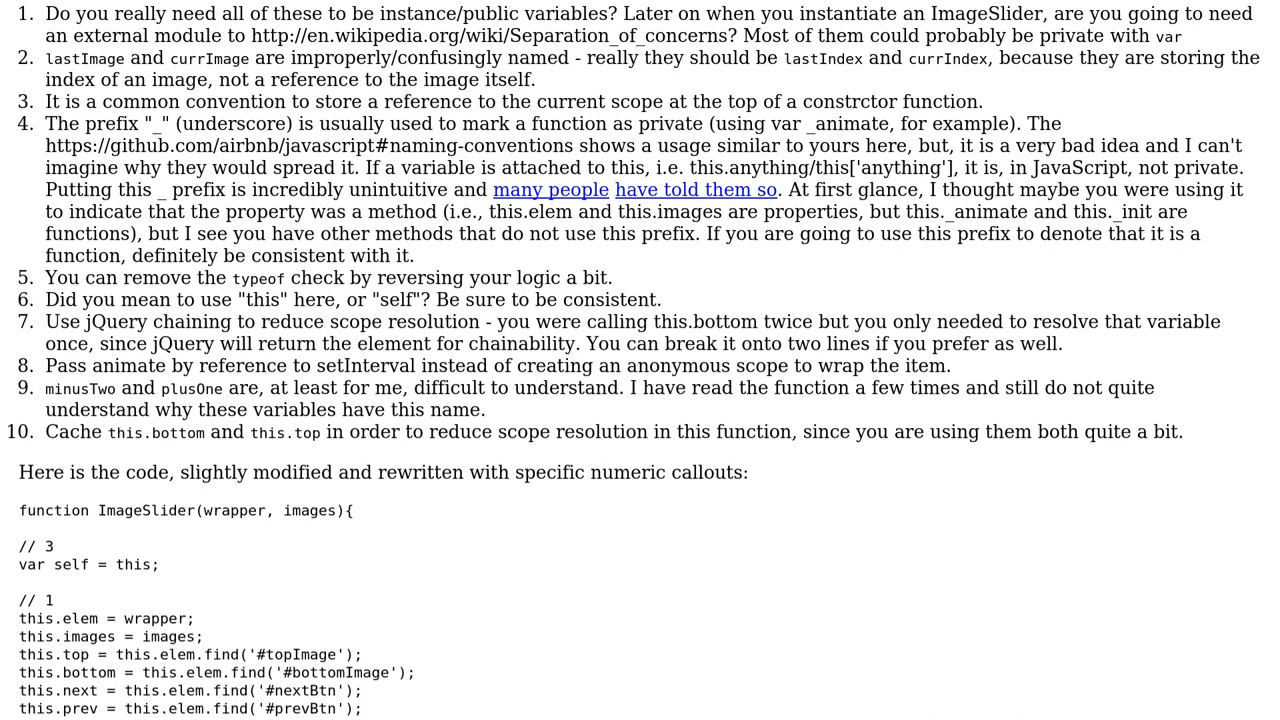 1. Do you really need all of these to be instance/public variables? Later on when you instantiate an ImageSlider, are you going to need
an external module to http://en.wikipedia.org/wiki/Separation_of_concerns? Most of them could probably be private with var
2. lastImage and currImage are improperly/confusingly named - really they should be lastIndex and currIndex, because they are storing the
index of an image, not a reference to the image itself.
3. It is a common convention to store a reference to the current scope at the top of a constrctor function.
4. The prefix "_" (underscore) is usually used to mark a function as private (using var _animate, for example). The
https://github.com/airbnb/javascript#naming-conventions shows a usage similar to yours here, but, it is a very bad idea and I can't
imagine why they would spread it. If a variable is attached to this, i.e. this.anything/this['anything'], it is, in JavaScript, not private.
Putting this _ prefix is incredibly unintuitive and many people have told them so. At first glance, I thought maybe you were using it
to indicate that the property was a method (i.e., this.elem and this.images are properties, but this._animate and this._init are
functions), but I see you have other methods that do not use this prefix. If you are going to use this prefix to denote that it is a
function, definitely be consistent with it.
5. You can remove the typeof check by reversing your logic a bit.
6. Did you mean to use "this" here, or "self"? Be sure to be consistent.
7. Use jQuery chaining to reduce scope resolution - you were calling this.bottom twice but you only needed to resolve that variable
once, since jQuery will return the element for chainability. You can break it onto two lines if you prefer as well.
8. Pass animate by reference to setInterval instead of creating an anonymous scope to wrap the item.
9. minusTwo and plusOne are, at least for me, difficult to understand. I have read the function a few times and still do not quite
understand why these variables have this name.
10. Cache this.bottom and this.top in order to reduce scope resolution in this function, since you are using them both quite a bit.
Here is the code, slightly modified and rewritten with specific numeric callouts:
function ImageSlider(wrapper, images){
// 3
var self = this;
// 1
this.elem = wrapper;
this.images = images;
this.top = this.elem.find('#topImage');
this.bottom = this.elem.find('#bottomImage');
this.next = this.elem.find('#nextBtn');
this.prev = this.elem.find('#prevBtn');